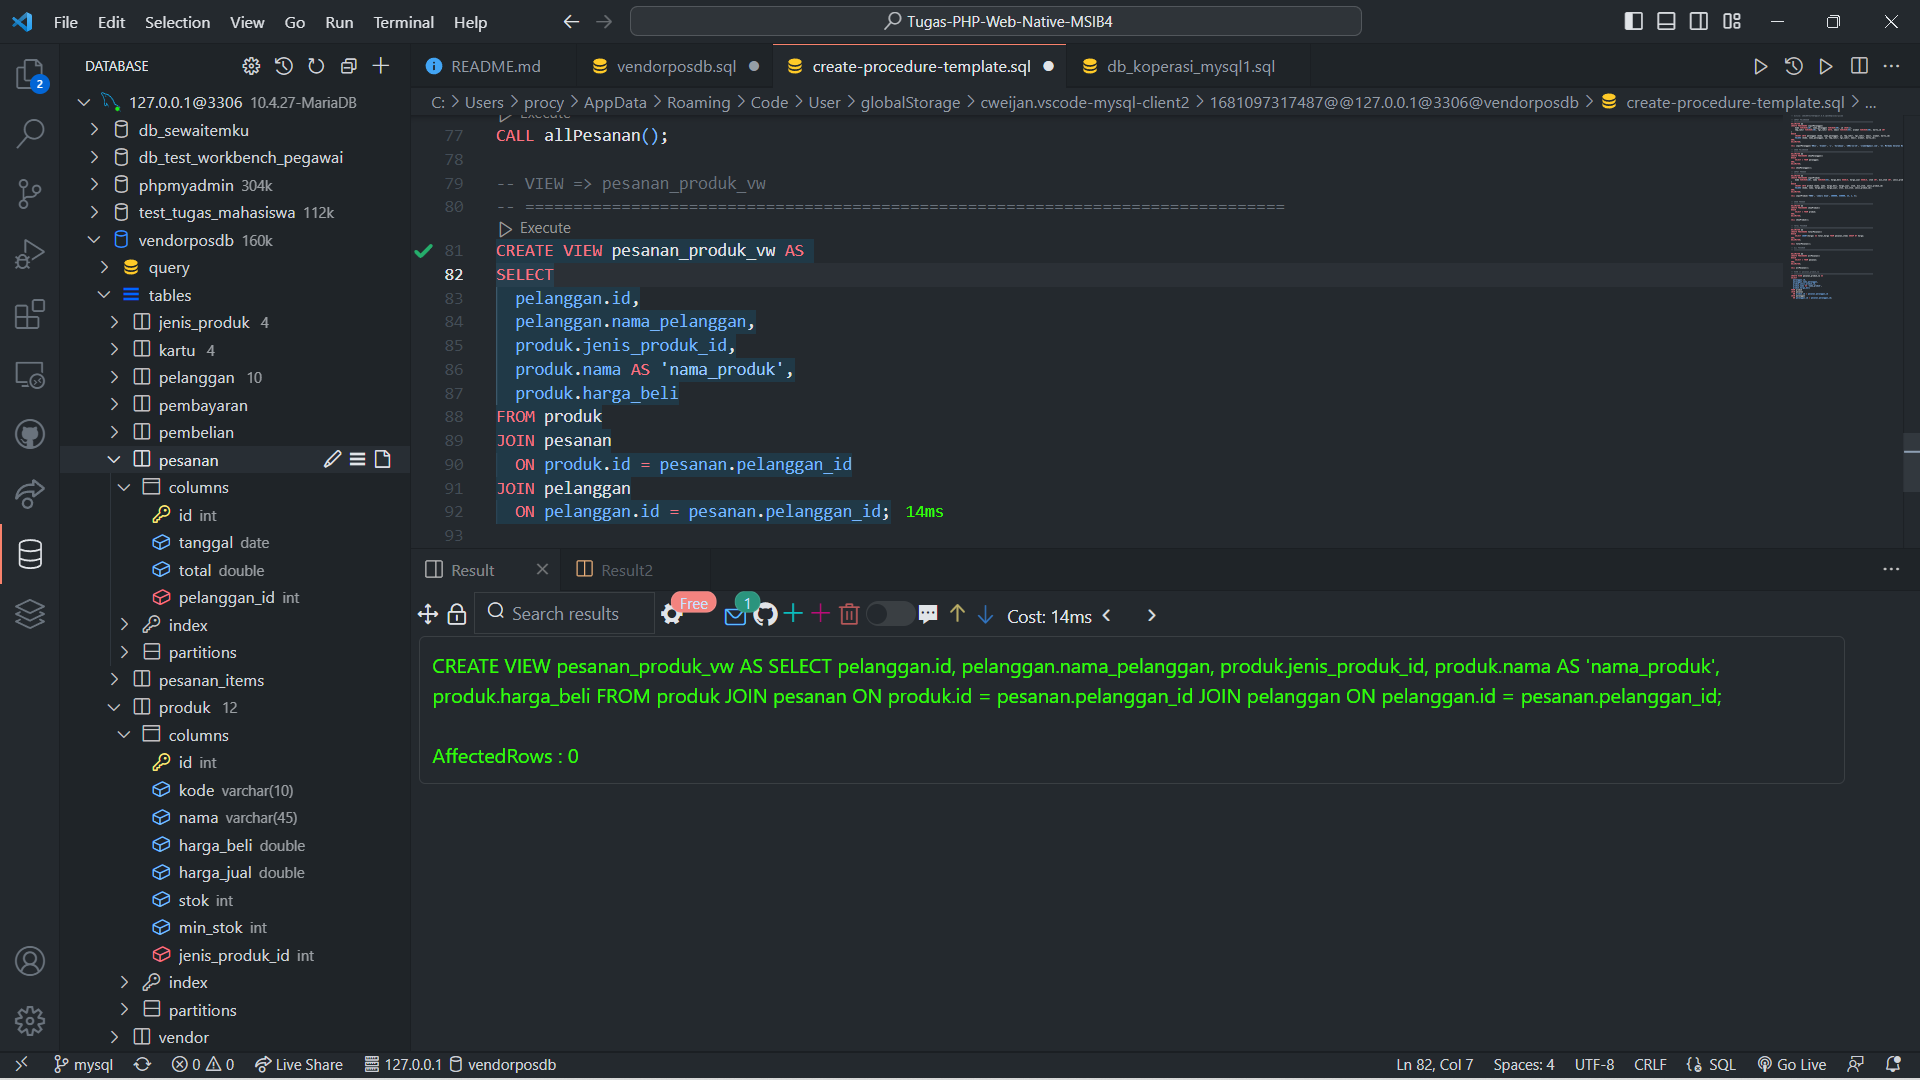 File Edit Selection View Go Run Terminal Help
Tugas-PHP-Web-Native-MSIB4
DATABASE
README.md
vendorposdb.sql
create-procedure-template.sql
db_koperasi_mysql1.sql
C: > Users > procy > AppData > Roaming > Code > User > globalStorage > cweijan.vscode-mysql-client2 > 1681097317487@@127.0.0.1@3306@vendorposdb > create-procedure-template.sql > ...
2
127.0.0.1@3306 10.4.27-MariaDB
db_sewaitemku
db_test_workbench_pegawai
phpmyadmin 304k
test_tugas_mahasiswa 112k
vendorposdb 160k
query
tables
jenis_produk 4
kartu 4
pelanggan 10
pembayaran
pembelian
pesanan
columns
id int
tanggal date
total double
pelanggan_id int
index
partitions
pesanan_items
produk 12
columns
id int
kode varchar(10)
nama varchar(45)
harga_beli double
harga_jual double
stok int
min_stok int
jenis_produk_id int
index
partitions
vendor
Execute
77 CALL allPesanan();
78
79 -- VIEW => pesanan_produk_vw
80 -- ===============================================================================
Execute
81 CREATE VIEW pesanan_produk_vw AS
82 SELECT
83 pelanggan.id,
84 pelanggan.nama_pelanggan,
85 produk.jenis_produk_id,
86 produk.nama AS 'nama_produk',
87 produk.harga_beli
88 FROM produk
89 JOIN pesanan
90 ON produk.id = pesanan.pelanggan_id
91 JOIN pelanggan
92 ON pelanggan.id = pesanan.pelanggan_id; 14ms
93
Result
Result2
Search results
Free
1
Cost: 14ms
CREATE VIEW pesanan_produk_vw AS SELECT pelanggan.id, pelanggan.nama_pelanggan, produk.jenis_produk_id, produk.nama AS 'nama_produk',
produk.harga_beli FROM produk JOIN pesanan ON produk.id = pesanan.pelanggan_id JOIN pelanggan ON pelanggan.id = pesanan.pelanggan_id;
AffectedRows : 0
mysql 0 0 Live Share 127.0.0.1 vendorposdb
Ln 82, Col 7 Spaces: 4 UTF-8 CRLF SQL Go Live